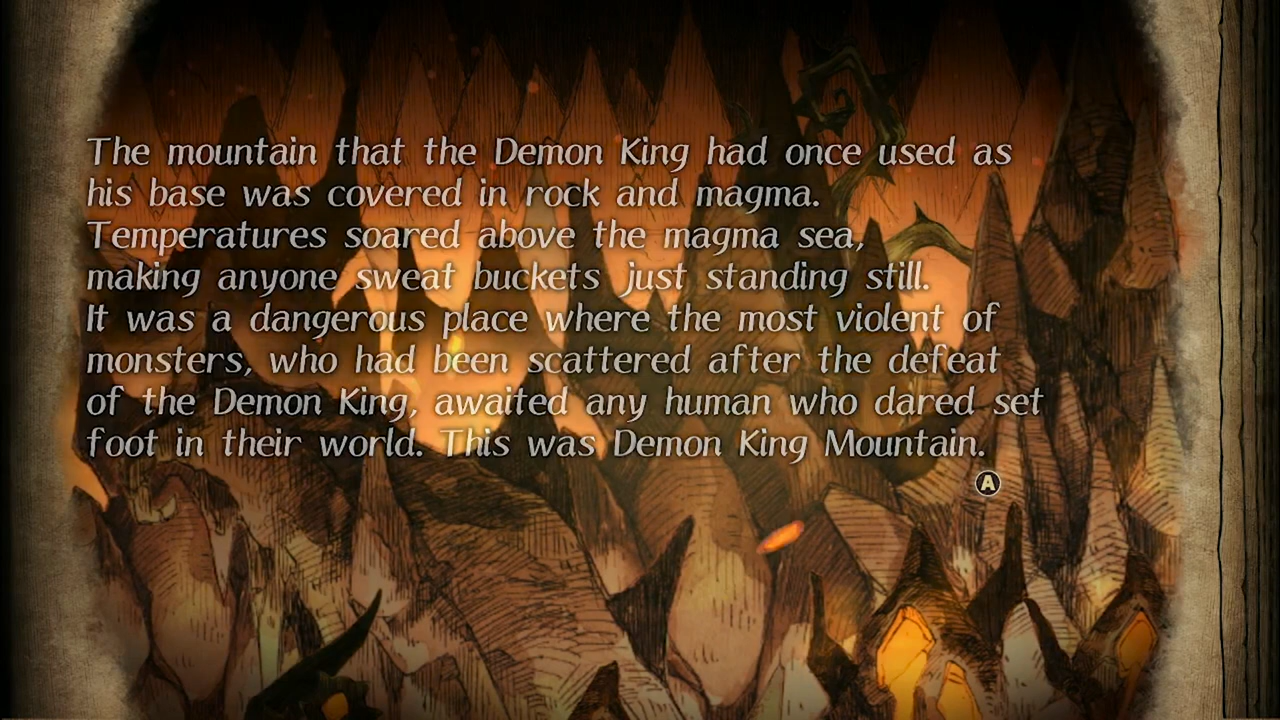 The mountain that the Demon King had once used as
his base was covered in rock and magma.
Temperatures soared above the magma sea,
making anyone sweat buckets just standing still.
It was a dangerous place where the most violent of
monsters, who had been scattered after the defeat
of the Demon King, awaited any human who dared set
foot in their world. This was Demon King Mountain.
A